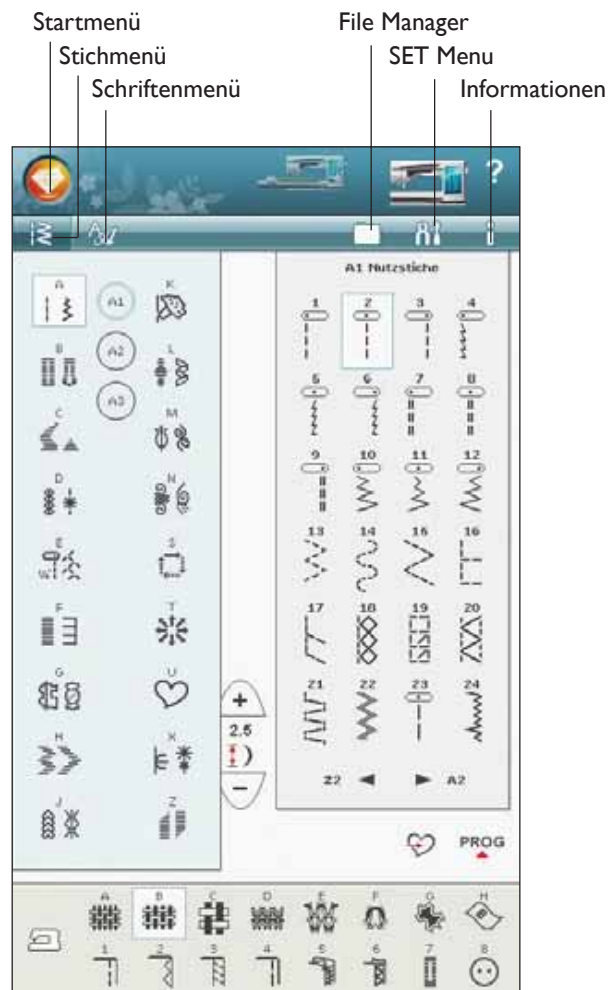 Startmenü File Manager
Stichmenü SET Menu
Schriftenmenü Informationen
?
A1 Nutzstiche
A K
A1
1 2 3 4
B L
A2
A3
5 6 7 8
C M
D N
9 10 11 12
E S
13 14 15 16
F T
17 18 19 20
G U
21 22 23 24
+
2.5
H X
−
Z2 A2
J Z
PROG
A B C D E F G H
1 2 3 4 5 6 7 8